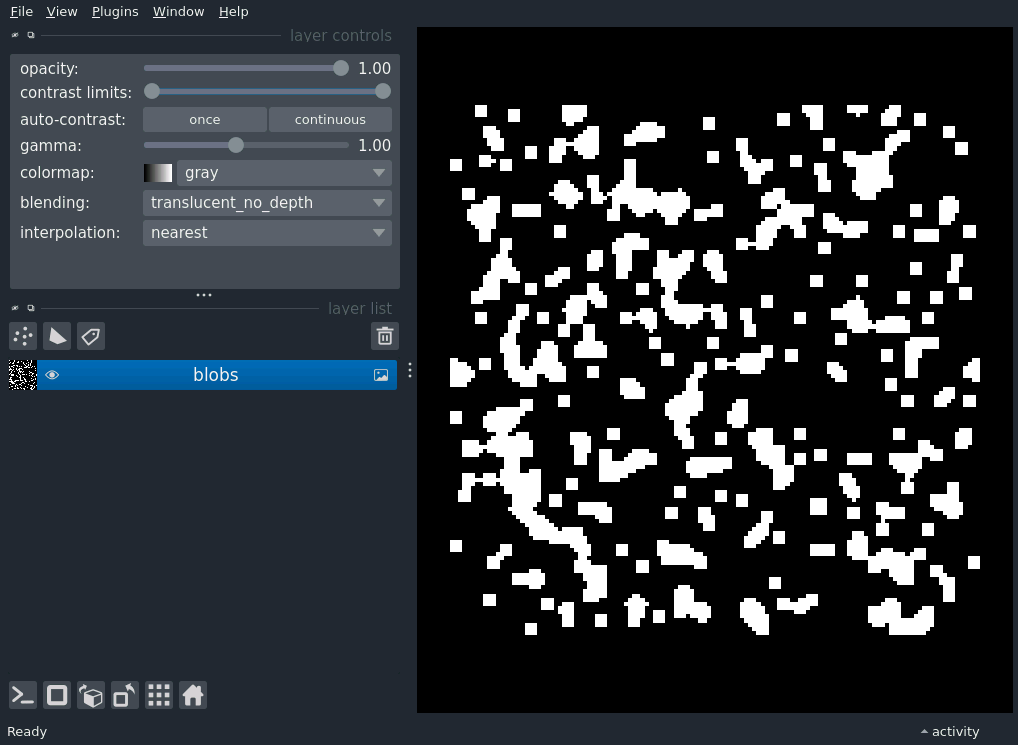 File View Plugins Window Help
layer controls
opacity: 1.00
contrast limits:
auto-contrast: once continuous
gamma: 1.00
colormap: gray
blending: translucent_no_depth
interpolation: nearest
layer list
blobs
Ready activity